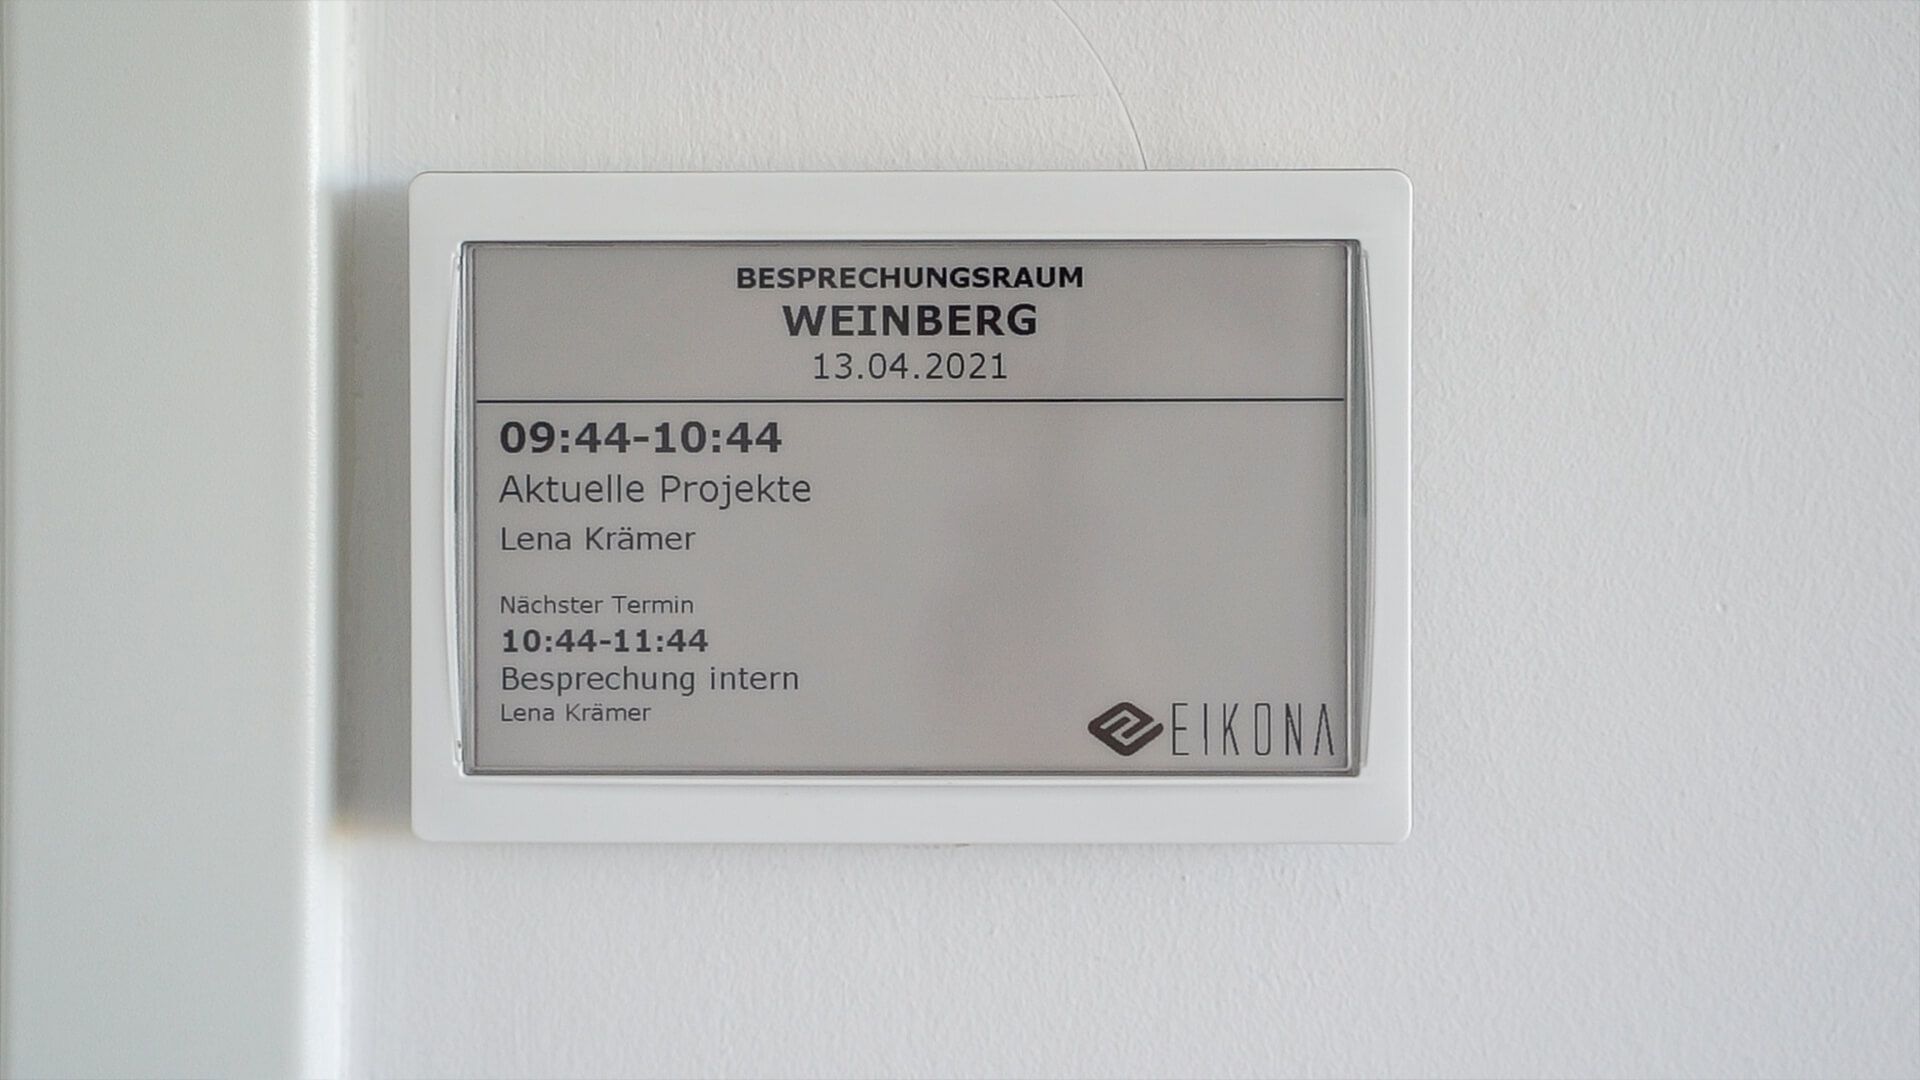 BESPRECHUNGSRAUM
WEINBERG
13.04.2021
09:44-10:44
Aktuelle Projekte
Lena Krämer
Nächster Termin
10:44-11:44
Besprechung intern
Lena Krämer
EIKONA